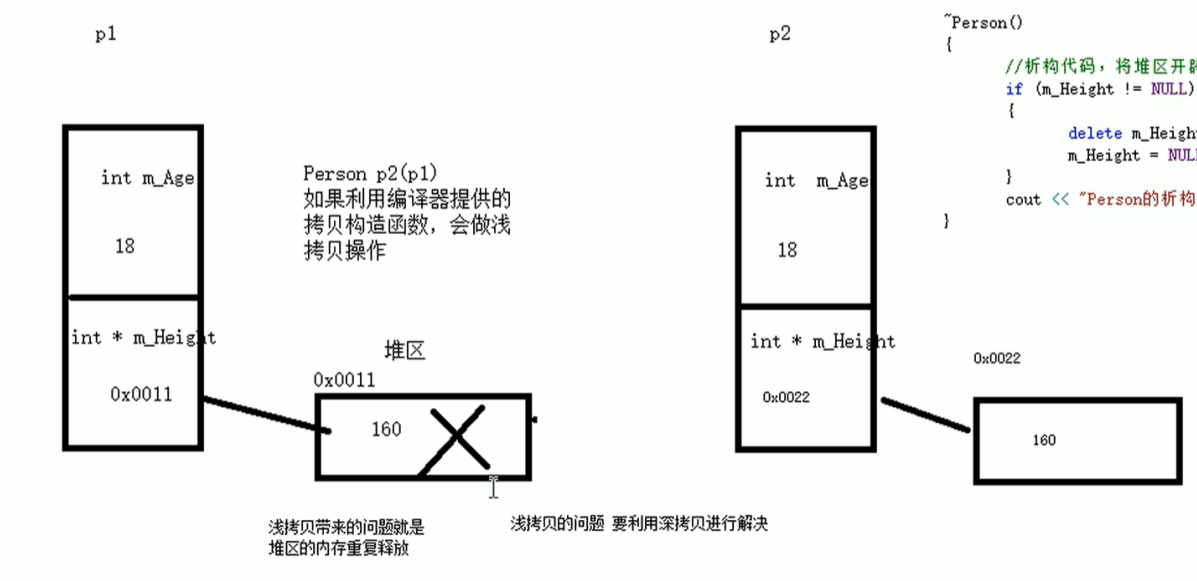 p1
int m_Age
18
int * m_Height
0x0011
Person p2(p1)
如果利用编译器提供的
拷贝构造函数，会做浅
拷贝操作
堆区
0x0011
160
浅拷贝带来的问题就是
堆区的内存重复释放
浅拷贝的问题 要利用深拷贝进行解决
p2
int m_Age
18
int * m_Height
0x0022
0x0022
160
~Person()
{
//析构代码，将堆区开
if (m_Height != NULL)
{
delete m_Heigh
m_Height = NUL
}
cout << "Person的析构
}